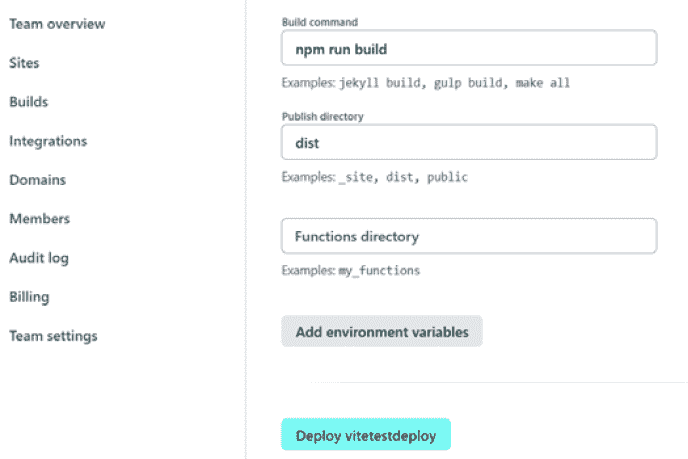 Team overview
Sites
Builds
Integrations
Domains
Members
Audit log
Billing
Team settings
Build command
npm run build
Examples: jekyll build, gulp build, make all
Publish directory
dist
Examples: _site, dist, public
Functions directory
Examples: my_functions
Add environment variables
Deploy vitetestdeploy